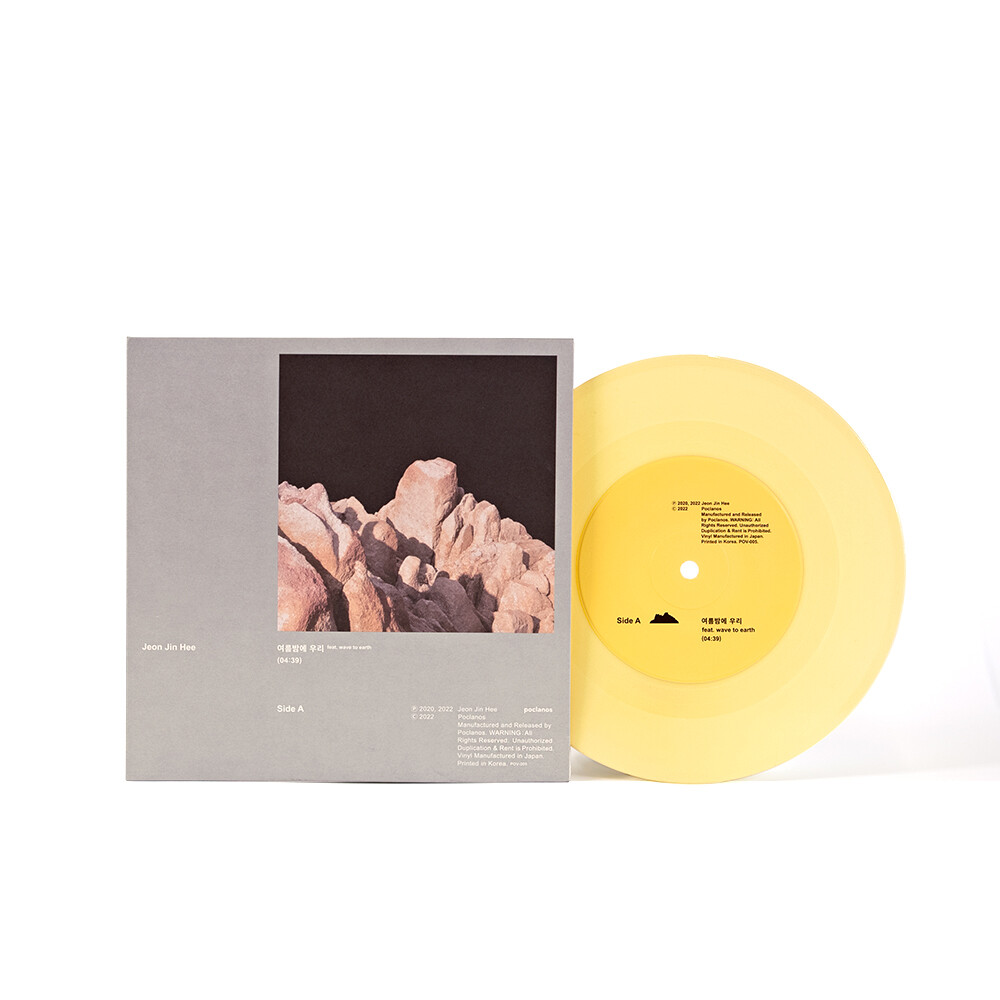 Jeon Jin Hee
여름밤에 우리 feat. wave to earth
(04:39)
Side A
℗ 2020, 2022 Jeon Jin Hee
© 2022 Poclanos
Manufactured and Released by
Poclanos. WARNING: All
Rights Reserved. Unauthorized
Duplication & Rent is Prohibited.
Vinyl Manufactured in Japan.
Printed in Korea. POV-005.
poclanos
℗ 2020, 2022 Jeon Jin Hee
© 2022 Poclanos
Manufactured and Released
by Poclanos. WARNING: All
Rights Reserved. Unauthorized
Duplication & Rent is Prohibited.
Vinyl Manufactured in Japan.
Printed in Korea. POV-005.
Side A
여름밤에 우리
feat. wave to earth
(04:39)